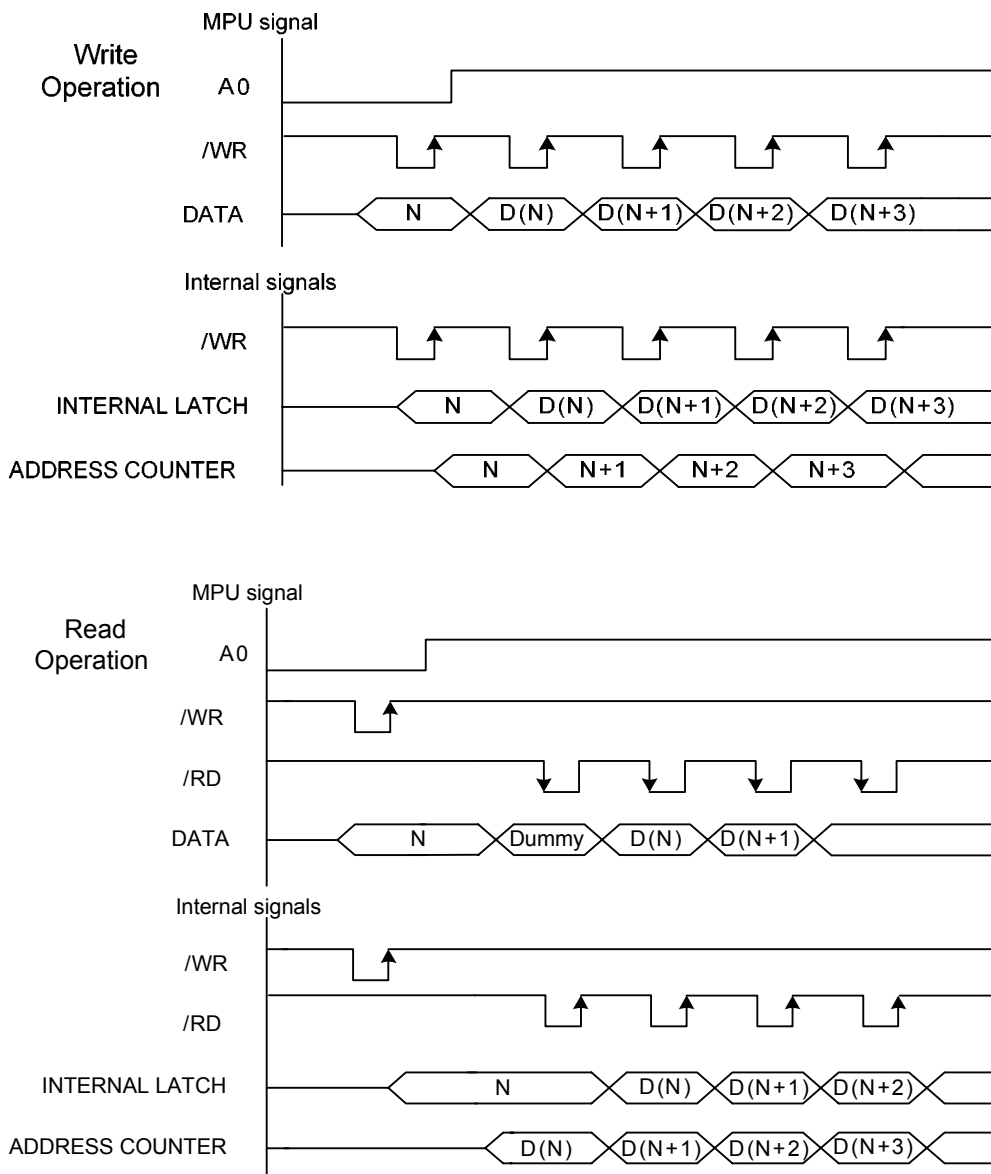 MPU signal
Write
Operation
A0
/WR
DATA
N D(N) D(N+1) D(N+2) D(N+3)
Internal signals
/WR
INTERNAL LATCH
N D(N) D(N+1) D(N+2) D(N+3)
ADDRESS COUNTER
N N+1 N+2 N+3
MPU signal
Read
Operation
A0
/WR
/RD
DATA
N Dummy D(N) D(N+1)
Internal signals
/WR
/RD
INTERNAL LATCH
N D(N) D(N+1) D(N+2)
ADDRESS COUNTER
D(N) D(N+1) D(N+2) D(N+3)